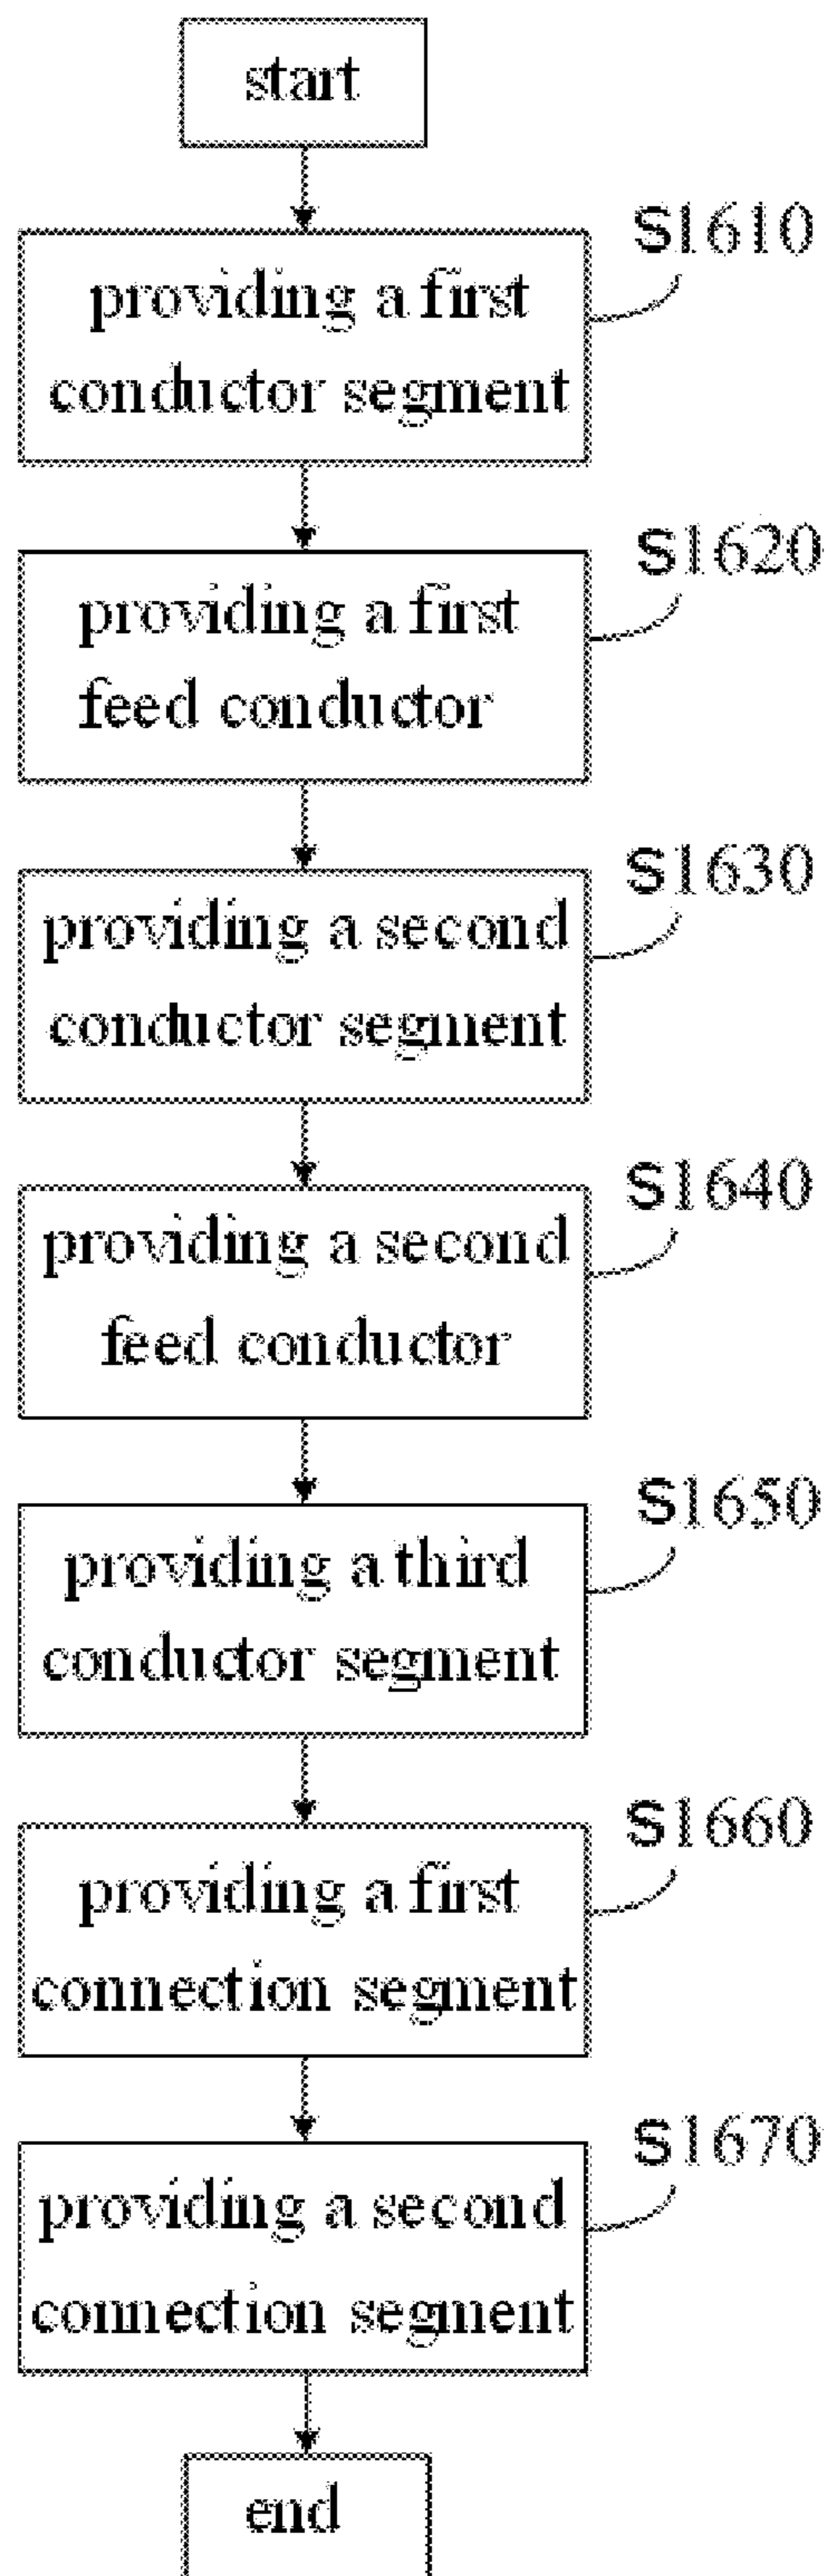 start
S1610
providing a first
conductor segment
S1620
providing a first
feed conductor
S1630
providing a second
conductor segment
S1640
providing a second
feed conductor
S1650
providing a third
conductor segment
S1660
providing a first
connection segment
S1670
providing a second
connection segment
end